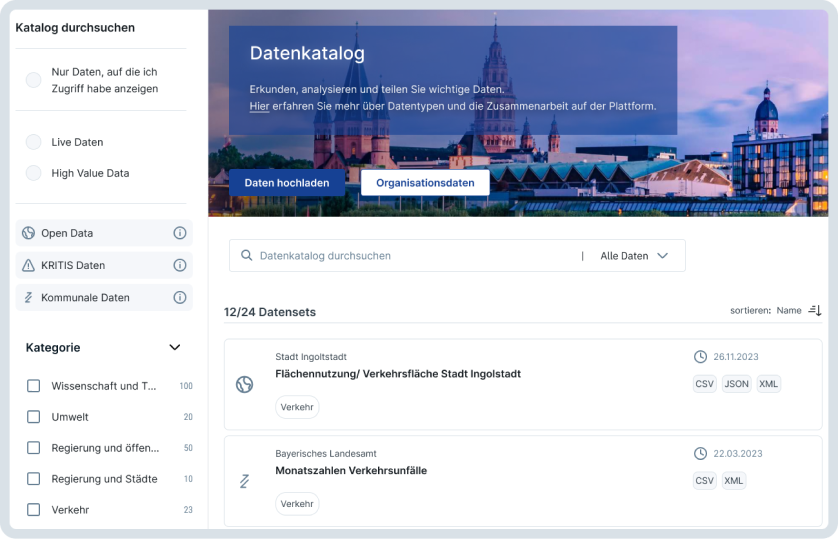 Katalog durchsuchen
Nur Daten, auf die ich
Zugriff habe anzeigen
Live Daten
High Value Data
Open Data
KRITIS Daten
Kommunale Daten
Kategorie
Wissenschaft und T... 100
Umwelt 20
Regierung und öffen... 50
Regierung und Städte 10
Verkehr 23
Datenkatalog
Erkunden, analysieren und teilen Sie wichtige Daten.
Hier erfahren Sie mehr über Datentypen und die Zusammenarbeit auf der Plattform.
Daten hochladen
Organisationsdaten
Datenkatalog durchsuchen | Alle Daten
12/24 Datensets
sortieren: Name
Stadt Ingoltstadt
Flächennutzung/ Verkehrsfläche Stadt Ingolstadt
Verkehr
26.11.2023
CSV JSON XML
Bayerisches Landesamt
Monatszahlen Verkehrsunfälle
Verkehr
22.03.2023
CSV XML